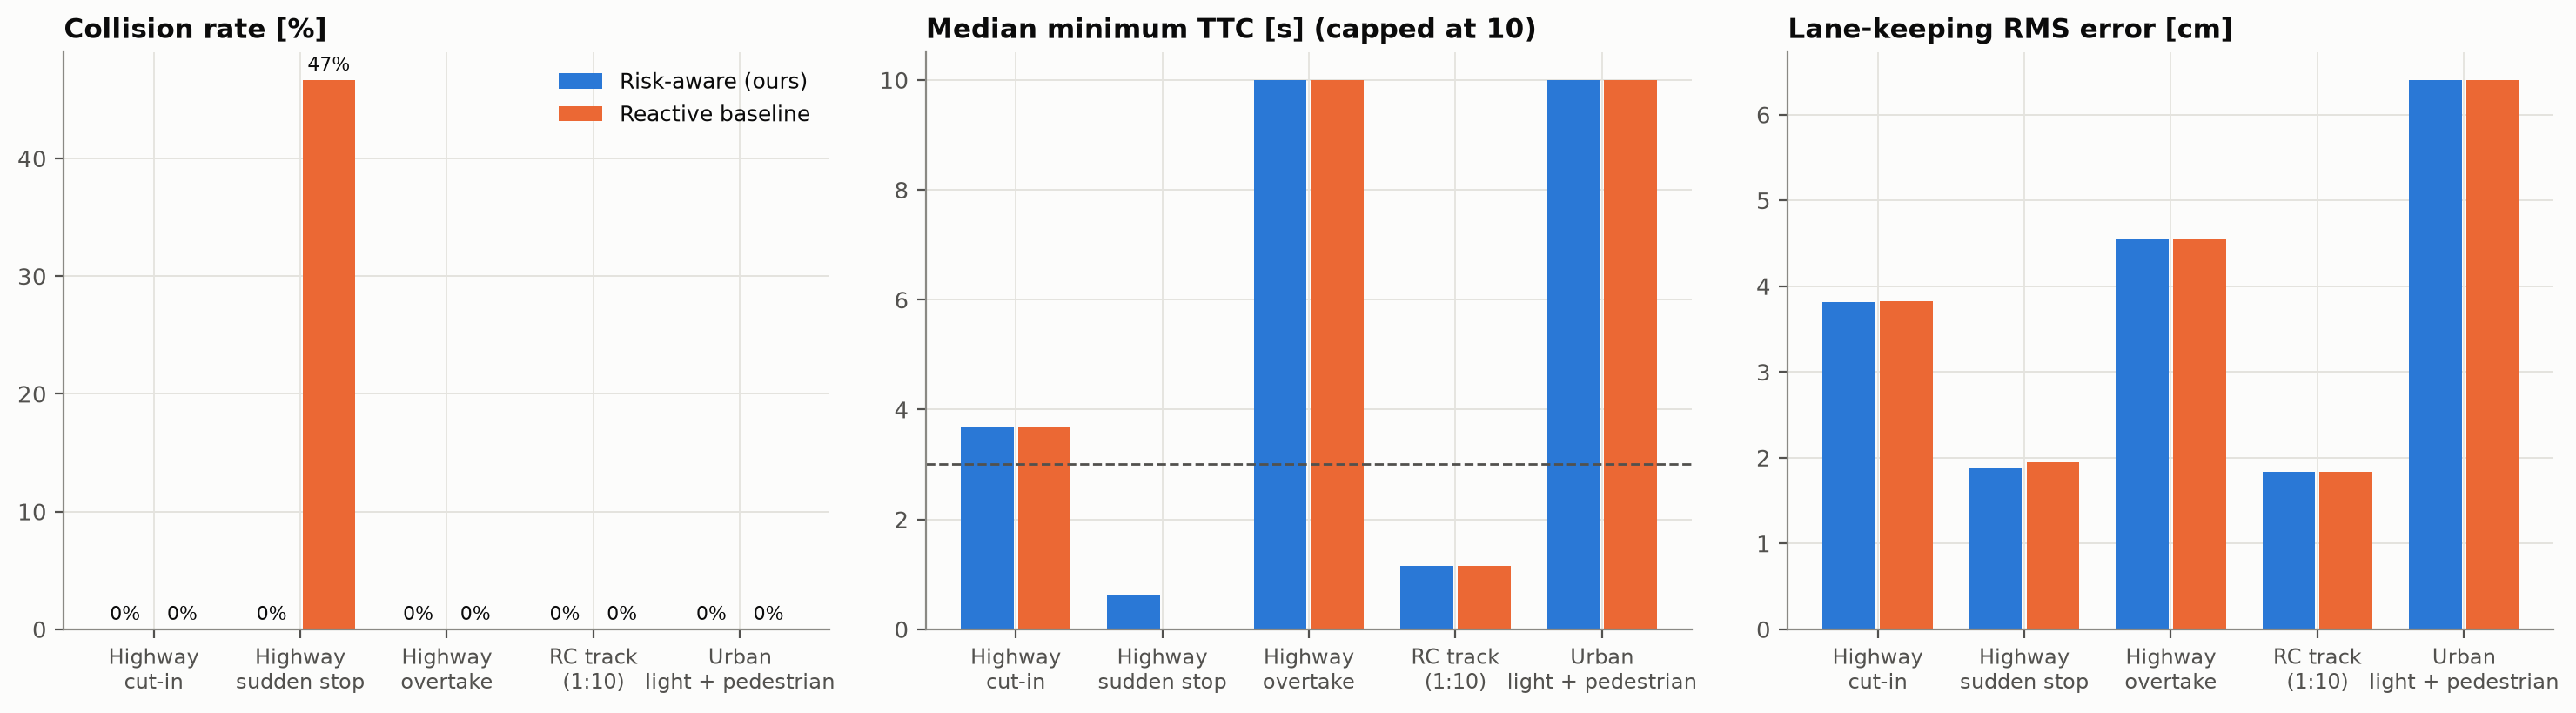 Collision rate [%]
47%
Risk-aware (ours)
Reactive baseline
40
30
20
10
0
0% 0% 0% 0% 0% 0% 0% 0% 0%
Highway
cut-in
Highway
sudden stop
Highway
overtake
RC track
(1:10)
Urban
light + pedestrian
Median minimum TTC [s] (capped at 10)
10
8
6
4
2
0
Highway
cut-in
Highway
sudden stop
Highway
overtake
RC track
(1:10)
Urban
light + pedestrian
Lane-keeping RMS error [cm]
6
5
4
3
2
1
0
Highway
cut-in
Highway
sudden stop
Highway
overtake
RC track
(1:10)
Urban
light + pedestrian